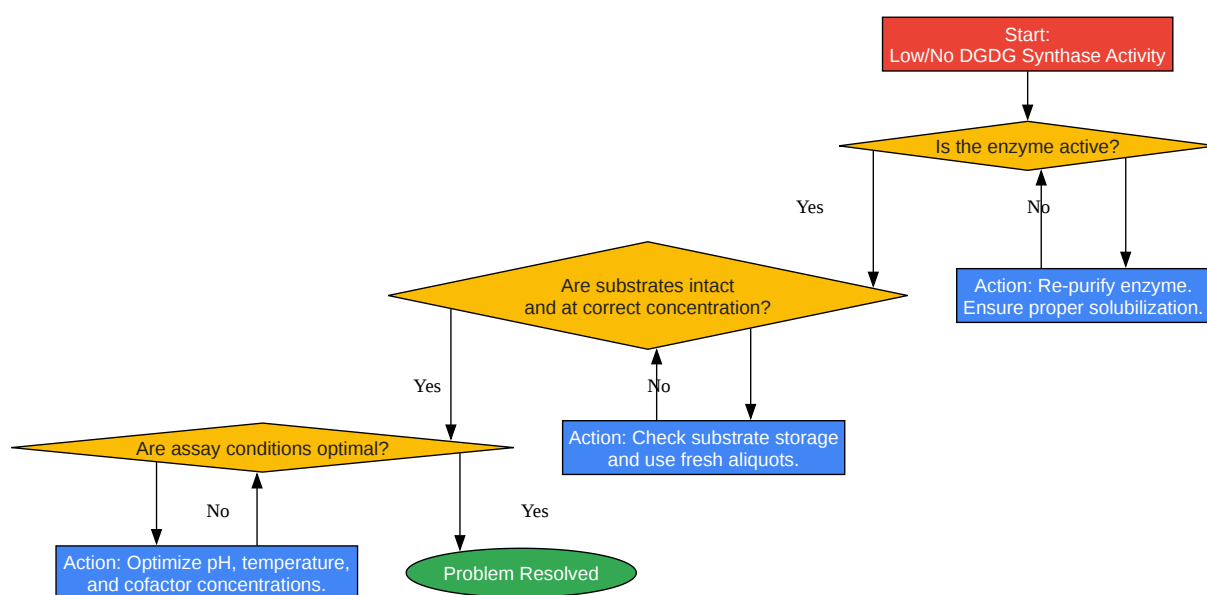 Start:
Low/No DGDG Synthase Activity
Is the enzyme active?
Yes
No
Action: Re-purify enzyme.
Ensure proper solubilization.
Are substrates intact
and at correct concentration?
Yes
No
Action: Check substrate storage
and use fresh aliquots.
Are assay conditions optimal?
No
Yes
Action: Optimize pH, temperature,
and cofactor concentrations.
Problem Resolved